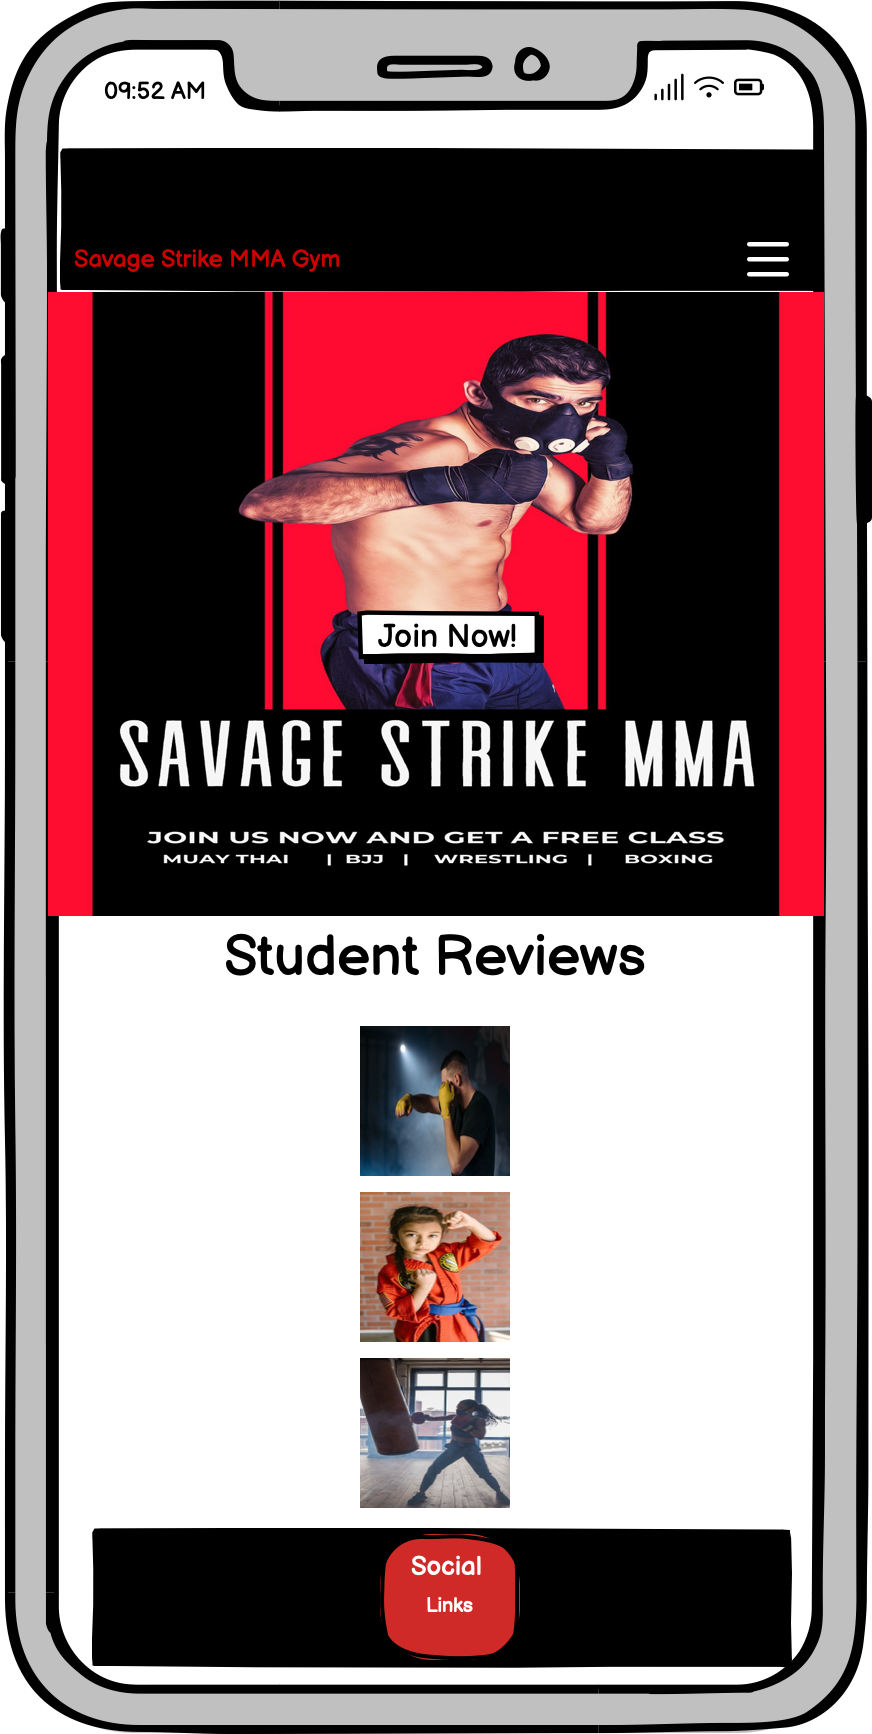 09:52 AM
Savage Strike MMA Gym
Join Now!
SAVAGE STRIKE MMA
JOIN US NOW AND GET A FREE CLASS
MUAY THAI | BJJ | WRESTLING | BOXING
Student Reviews
Social
Links